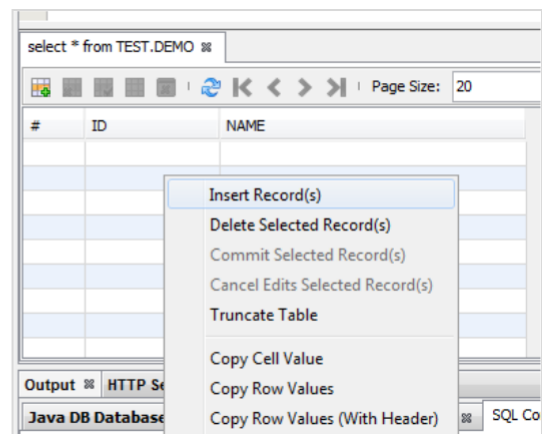 select * from TEST.DEMO
Page Size: 20
# ID NAME
Insert Record(s)
Delete Selected Record(s)
Commit Selected Record(s)
Cancel Edits Selected Record(s)
Truncate Table
Copy Cell Value
Output HTTP Se
Copy Row Values
Java DB Database Copy Row Values (With Header) SQL Co